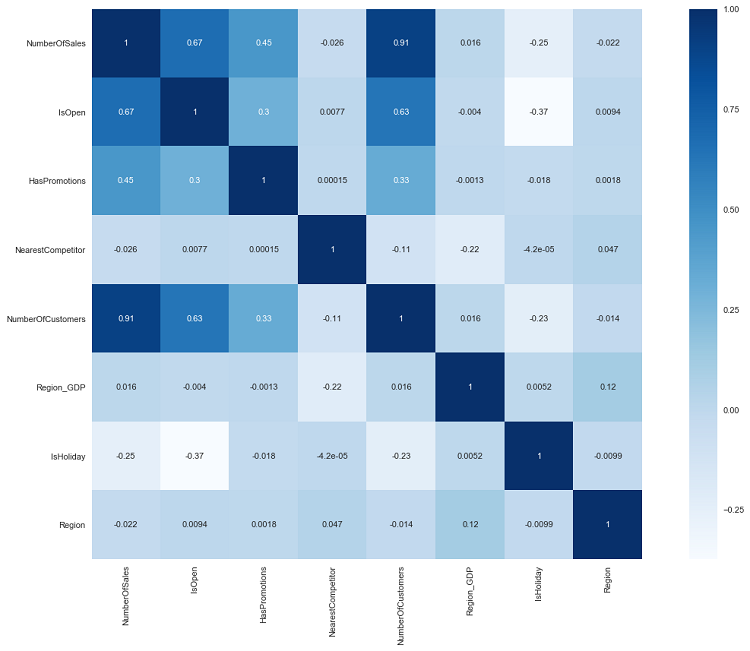 NumberOfSales 1 0.67 0.45 -0.026 0.91 0.016 -0.25 -0.022
IsOpen 0.67 1 0.3 0.0077 0.63 -0.004 -0.37 0.0094
HasPromotions 0.45 0.3 1 0.00015 0.33 -0.0013 -0.018 0.0018
NearestCompetitor -0.026 0.0077 0.00015 1 -0.11 -0.22 -4.2e-05 0.047
NumberOfCustomers 0.91 0.63 0.33 -0.11 1 0.016 -0.23 -0.014
Region_GDP 0.016 -0.004 -0.0013 -0.22 0.016 1 0.0052 0.12
IsHoliday -0.25 -0.37 -0.018 -4.2e-05 -0.23 0.0052 1 -0.0099
Region -0.022 0.0094 0.0018 0.047 -0.014 0.12 -0.0099 1
NumberOfSales
IsOpen
HasPromotions
NearestCompetitor
NumberOfCustomers
Region_GDP
IsHoliday
Region
1.00
0.75
0.50
0.25
0.00
−0.25